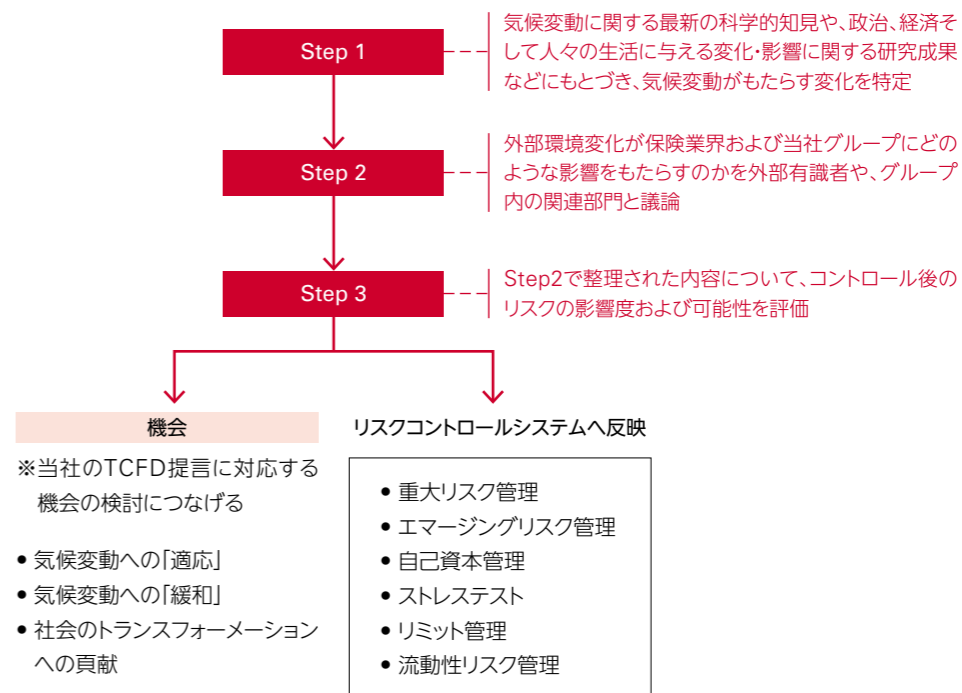 Step 1
気候変動に関する最新の科学的知見や、政治、経済そ
して人々の生活に与える変化・影響に関する研究成果
などにもとづき、気候変動がもたらす変化を特定
Step 2
外部環境変化が保険業界および当社グループにどの
ような影響をもたらすのかを外部有識者や、グループ
内の関連部門と議論
Step 3
Step2で整理された内容について、コントロール後の
リスクの影響度および可能性を評価
機会
※当社のTCFD提言に対応する
機会の検討につなげる
● 気候変動への「適応」
● 気候変動への「緩和」
● 社会のトランスフォーメーション
への貢献
リスクコントロールシステムへ反映
● 重大リスク管理
● エマージングリスク管理
● 自己資本管理
● ストレステスト
● リミット管理
● 流動性リスク管理